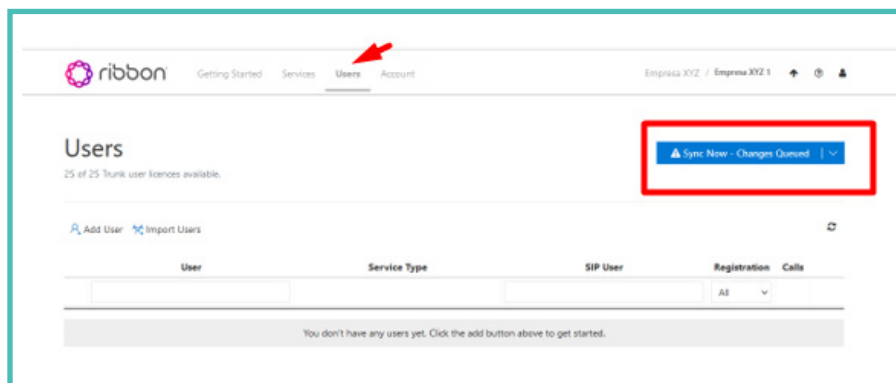 ribbon Getting Started Services Users Account Empresa XYZ / Empresa XYZ 1
Users
Sync Now - Changes Queued
25 of 25 Trunk user licences available.
Add User Import Users
User Service Type SIP User Registration Calls
All
You don't have any users yet. Click the add button above to get started.